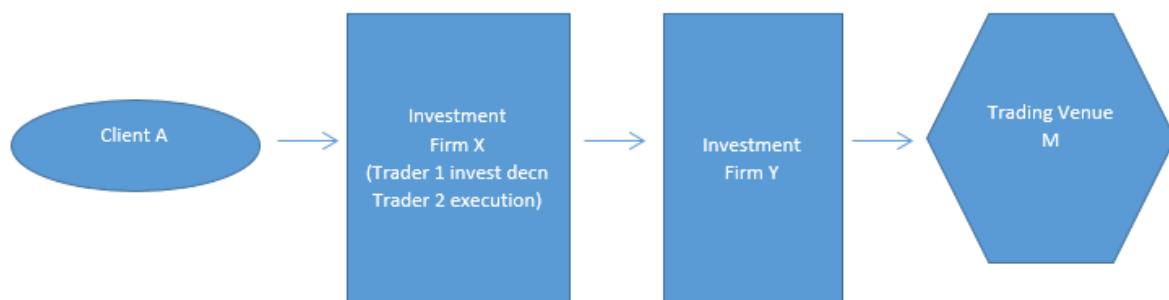 Client A
Investment
Firm X
(Trader 1 invest decn
Trader 2 execution)
Investment
Firm Y
Trading Venue
M